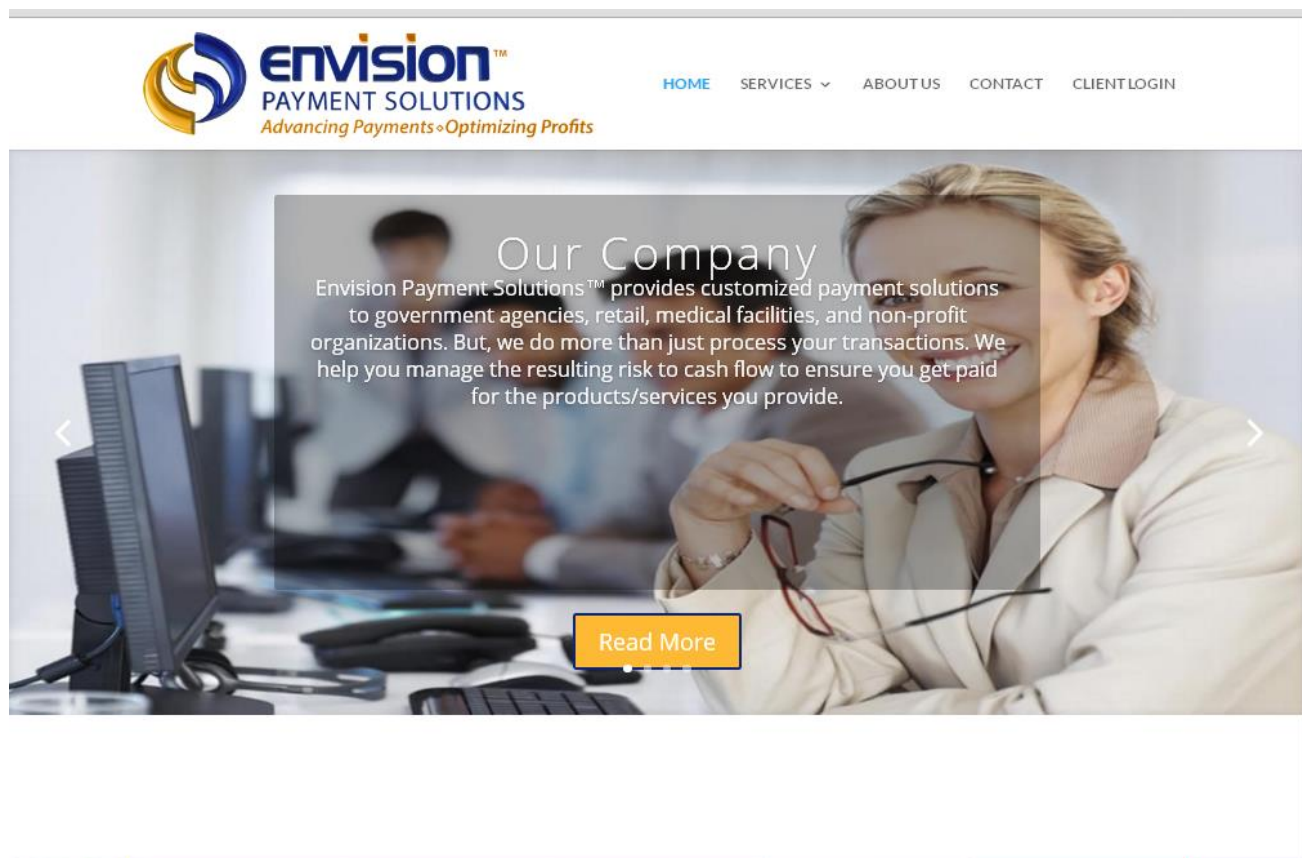 envision™
PAYMENT SOLUTIONS
Advancing Payments⋄Optimizing Profits
HOME SERVICES ABOUT US CONTACT CLIENT LOGIN
Our Company
Envision Payment Solutions™ provides customized payment solutions
to government agencies, retail, medical facilities, and non-profit
organizations. But, we do more than just process your transactions. We
help you manage the resulting risk to cash flow to ensure you get paid
for the products/services you provide.
Read More